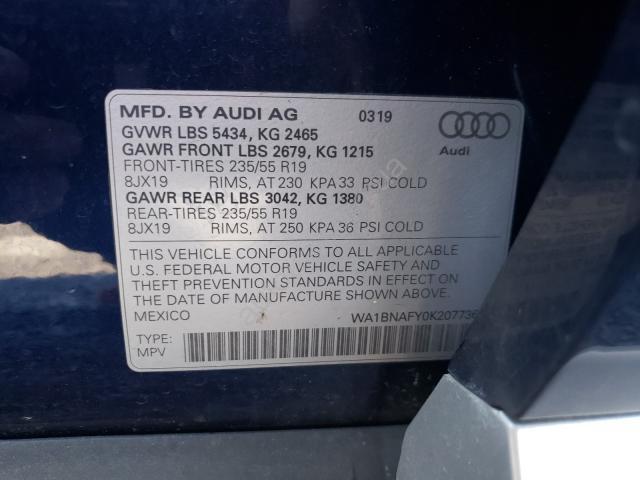 MFD. BY AUDI AG 0319
GVWR LBS 5434, KG 2465
GAWR FRONT LBS 2679, KG 1215
FRONT-TIRES 235/55 R19
8JX19 RIMS, AT 230 KPA 33 PSI COLD
GAWR REAR LBS 3042, KG 1380
REAR-TIRES 235/55 R19
8JX19 RIMS, AT 250 KPA 36 PSI COLD
Audi
THIS VEHICLE CONFORMS TO ALL APPLICABLE
U.S. FEDERAL MOTOR VEHICLE SAFETY AND
THEFT PREVENTION STANDARDS IN EFFECT ON
THE DATE OF MANUFACTURE SHOWN ABOVE.
MEXICO
TYPE:
MPV